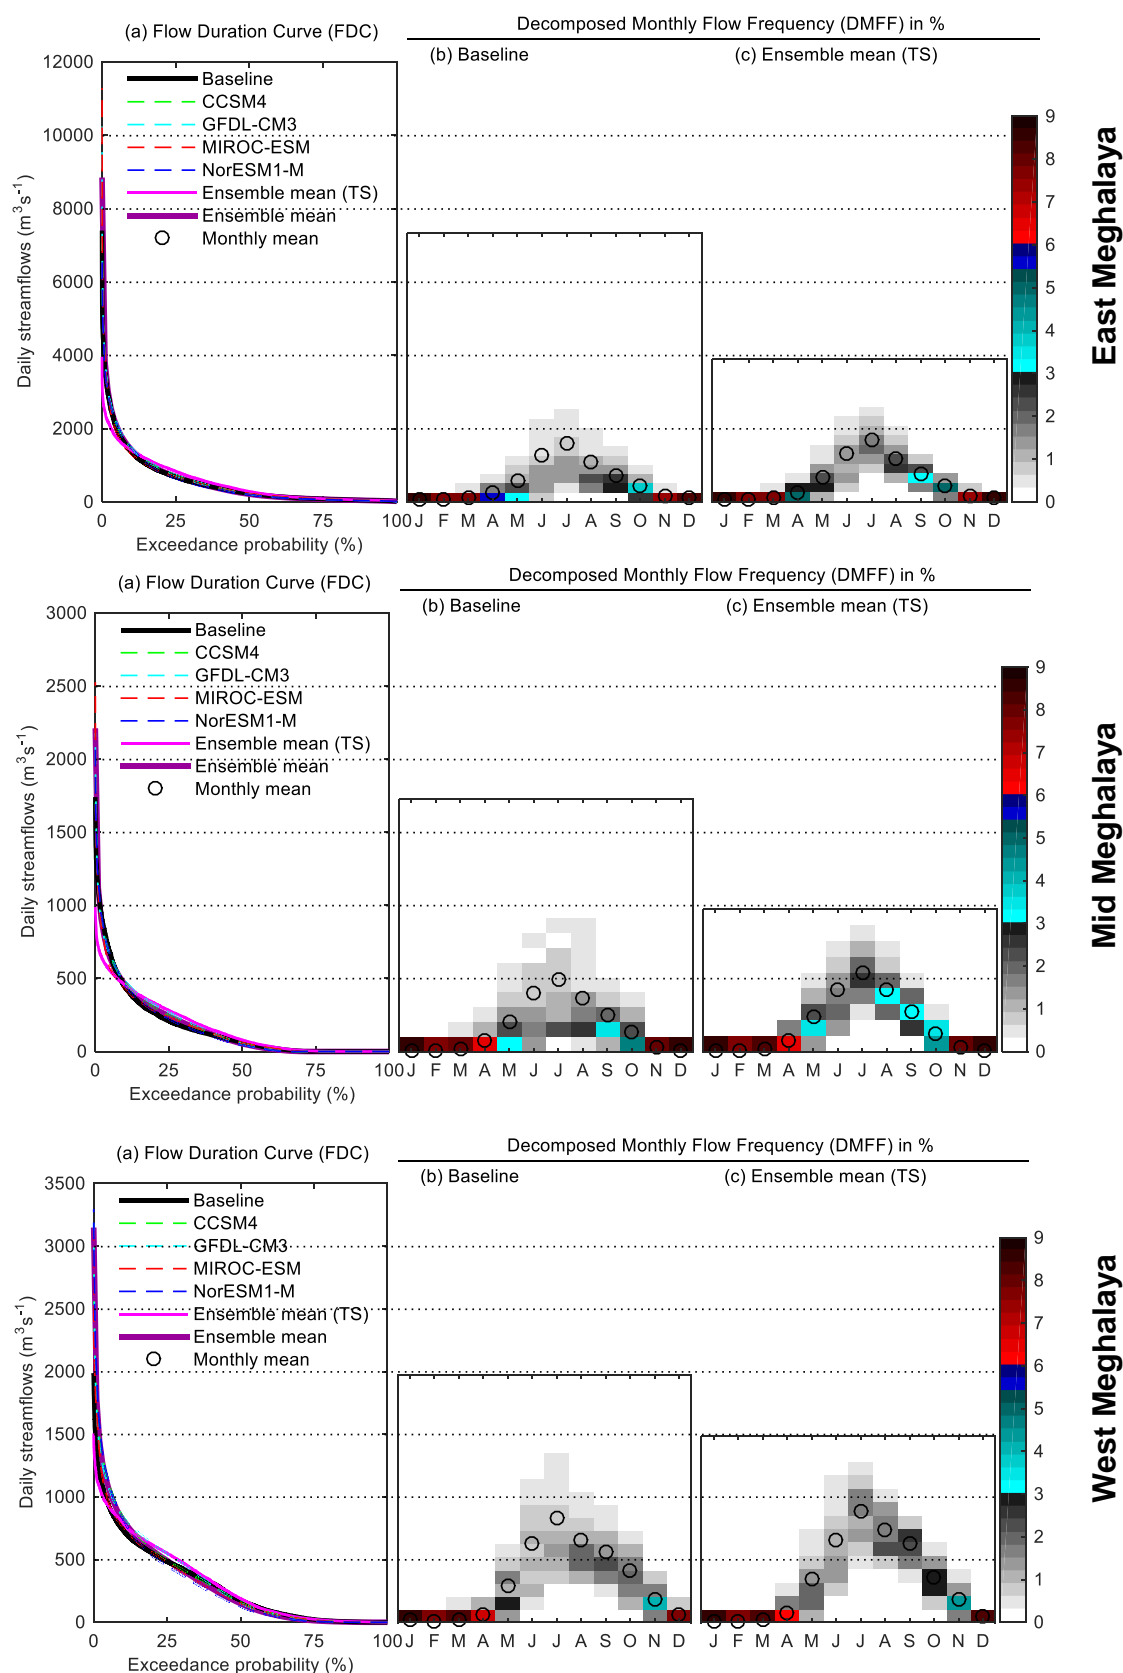 Decomposed Monthly Flow Frequency (DMFF) in %
(a) Flow Duration Curve (FDC)
(b) Baseline
(c) Ensemble mean (TS)
12000
10000
8000
6000
4000
2000
0
Daily streamflows (m³s⁻¹)
Baseline
CCSM4
GFDL-CM3
MIROC-ESM
NorESM1-M
Ensemble mean (TS)
Ensemble mean
Monthly mean
0 25 50 75 100
Exceedance probability (%)
J F M A M J J A S O N D
J F M A M J J A S O N D
9
8
7
6
5
4
3
2
1
0
East Meghalaya
Decomposed Monthly Flow Frequency (DMFF) in %
(a) Flow Duration Curve (FDC)
(b) Baseline
(c) Ensemble mean (TS)
3000
2500
2000
1500
1000
500
0
Daily streamflows (m³s⁻¹)
Baseline
CCSM4
GFDL-CM3
MIROC-ESM
NorESM1-M
Ensemble mean (TS)
Ensemble mean
Monthly mean
0 25 50 75 100
Exceedance probability (%)
J F M A M J J A S O N D
J F M A M J J A S O N D
9
8
7
6
5
4
3
2
1
0
Mid Meghalaya
Decomposed Monthly Flow Frequency (DMFF) in %
(a) Flow Duration Curve (FDC)
(b) Baseline
(c) Ensemble mean (TS)
3500
3000
2500
2000
1500
1000
500
0
Daily streamflows (m³s⁻¹)
Baseline
CCSM4
GFDL-CM3
MIROC-ESM
NorESM1-M
Ensemble mean (TS)
Ensemble mean
Monthly mean
0 25 50 75 100
Exceedance probability (%)
J F M A M J J A S O N D
J F M A M J J A S O N D
9
8
7
6
5
4
3
2
1
0
West Meghalaya